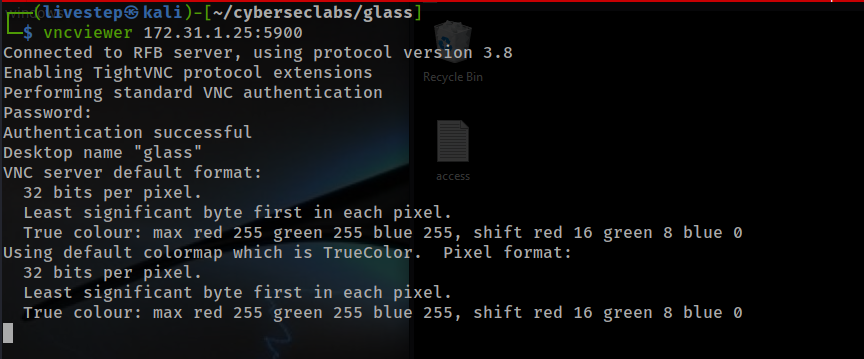 (livestep㉿kali)-[~/cyberseclabs/glass]
$ vncviewer 172.31.1.25:5900
Connected to RFB server, using protocol version 3.8
Enabling TightVNC protocol extensions
Recycle Bin
Performing standard VNC authentication
Password:
Authentication successful
Desktop name "glass"
access
VNC server default format:
32 bits per pixel.
Least significant byte first in each pixel.
True colour: max red 255 green 255 blue 255, shift red 16 green 8 blue 0
Using default colormap which is TrueColor.  Pixel format:
32 bits per pixel.
Least significant byte first in each pixel.
True colour: max red 255 green 255 blue 255, shift red 16 green 8 blue 0